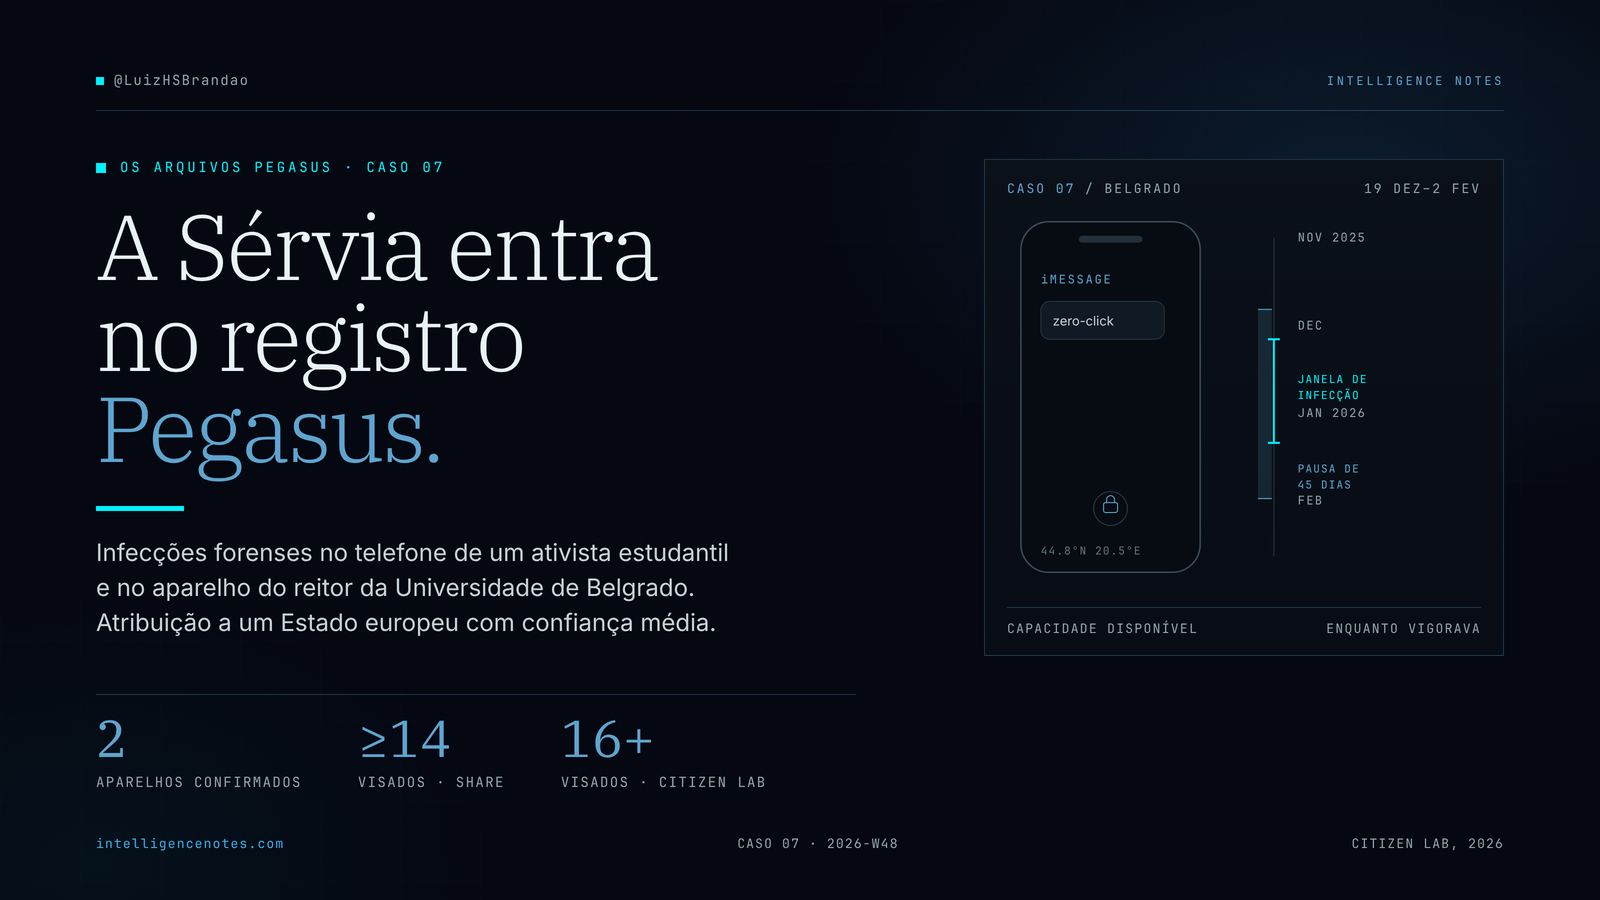 @LuizHSBrandao
INTELLIGENCE NOTES
OS ARQUIVOS PEGASUS · CASO 07
A Sérvia entra
no registro
Pegasus.
Infecções forenses no telefone de um ativista estudantil
e no aparelho do reitor da Universidade de Belgrado.
Atribuição a um Estado europeu com confiança média.
2
APARELHOS CONFIRMADOS
≥14
VISADOS · SHARE
16+
VISADOS · CITIZEN LAB
CASO 07 / BELGRADO
19 DEZ–2 FEV
iMESSAGE
zero-click
44.8°N 20.5°E
NOV 2025
DEC
JANELA DE
INFECÇÃO
JAN 2026
PAUSA DE
45 DIAS
FEB
CAPACIDADE DISPONÍVEL
ENQUANTO VIGORAVA
intelligencenotes.com
CASO 07 · 2026-W48
CITIZEN LAB, 2026